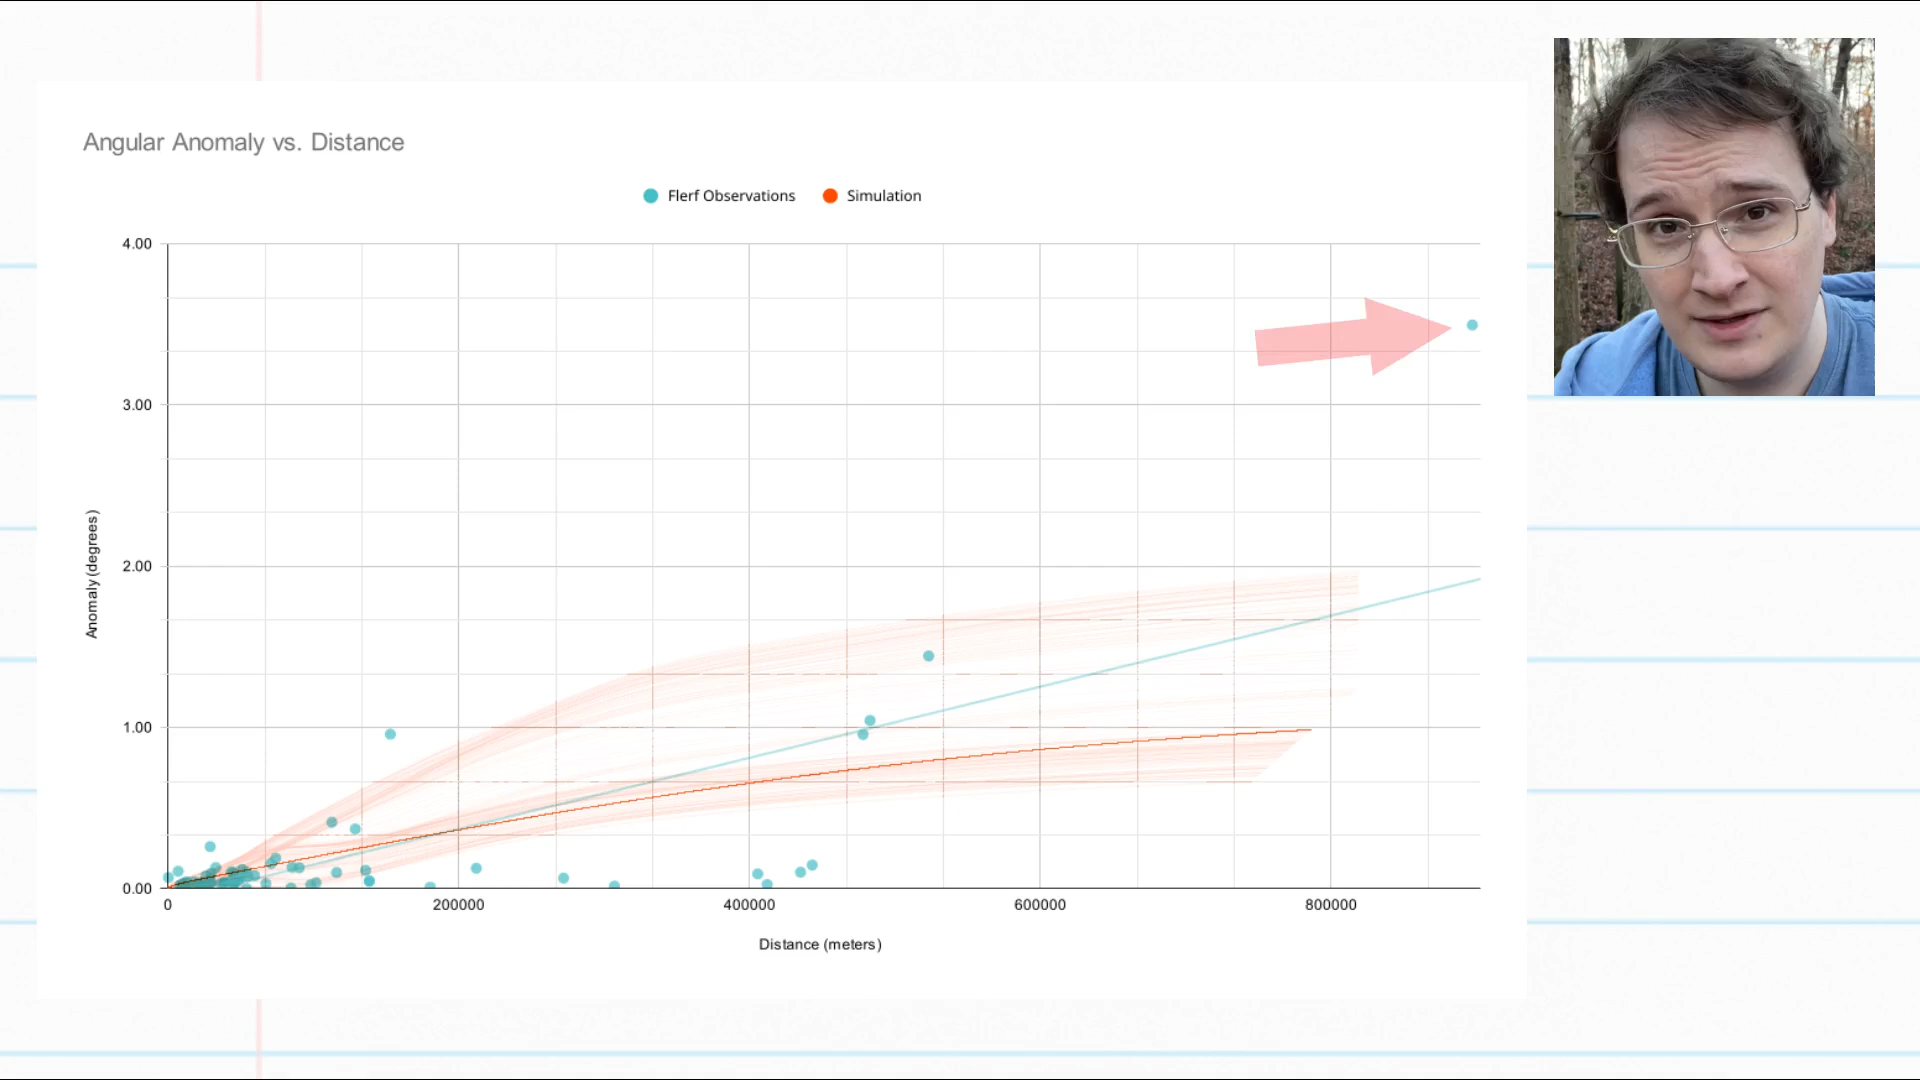 Angular Anomaly vs. Distance
Flerf Observations Simulation
4.00
3.00
2.00
1.00
0.00
Anomaly (degrees)
0 200000 400000 600000 800000
Distance (meters)